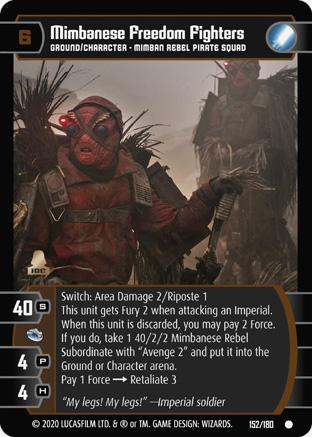 6
Mimbanese Freedom Fighters
GROUND/CHARACTER - MIMBAN REBEL PIRATE SQUAD
IDC
40 S
4 P
4 H
Switch: Area Damage 2/Riposte 1
This unit gets Fury 2 when attacking an Imperial.
When this unit is discarded, you may pay 2 Force.
If you do, take 1 40/2/2 Mimbanese Rebel
Subordinate with "Avenge 2" and put it into the
Ground or Character arena.
Pay 1 Force → Retaliate 3
"My legs! My legs!" —Imperial soldier
© 2020 LUCASFILM LTD. & ® or TM. GAME DESIGN: WIZARDS.
152/180